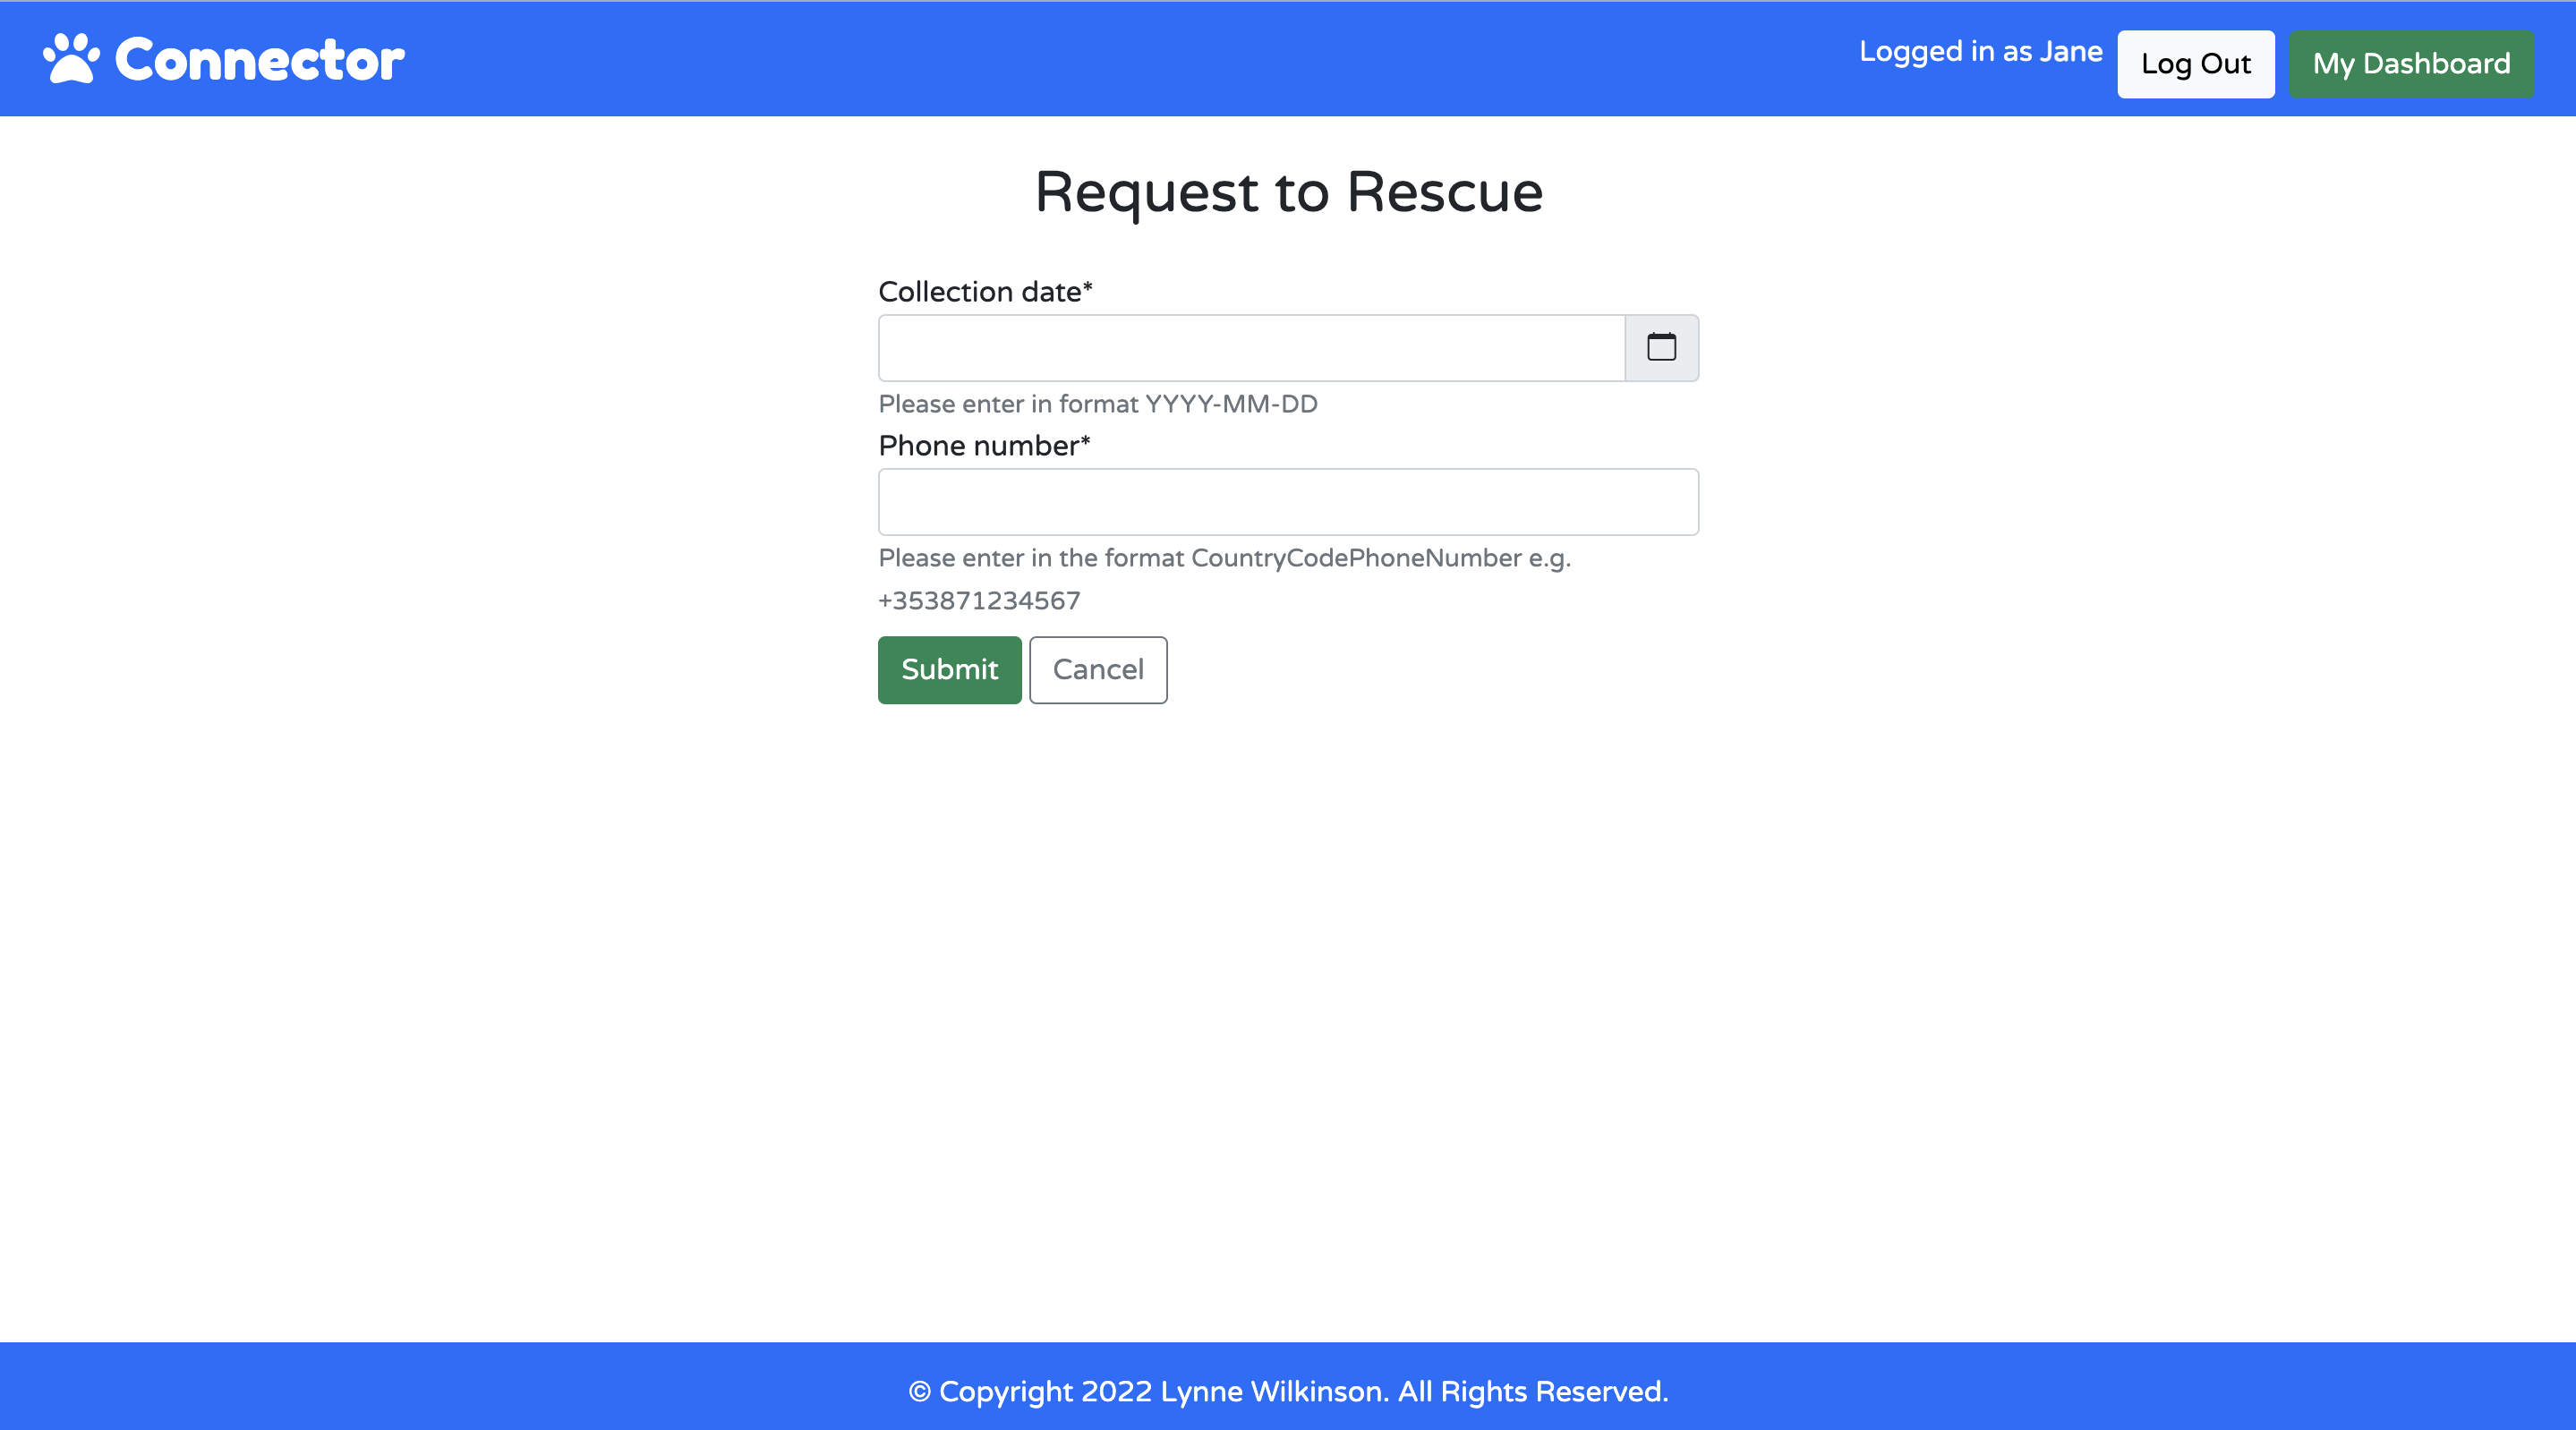 Connector
Logged in as Jane
Log Out
My Dashboard
Request to Rescue
Collection date*
Please enter in format YYYY-MM-DD
Phone number*
Please enter in the format CountryCodePhoneNumber e.g.
+353871234567
Submit
Cancel
© Copyright 2022 Lynne Wilkinson. All Rights Reserved.